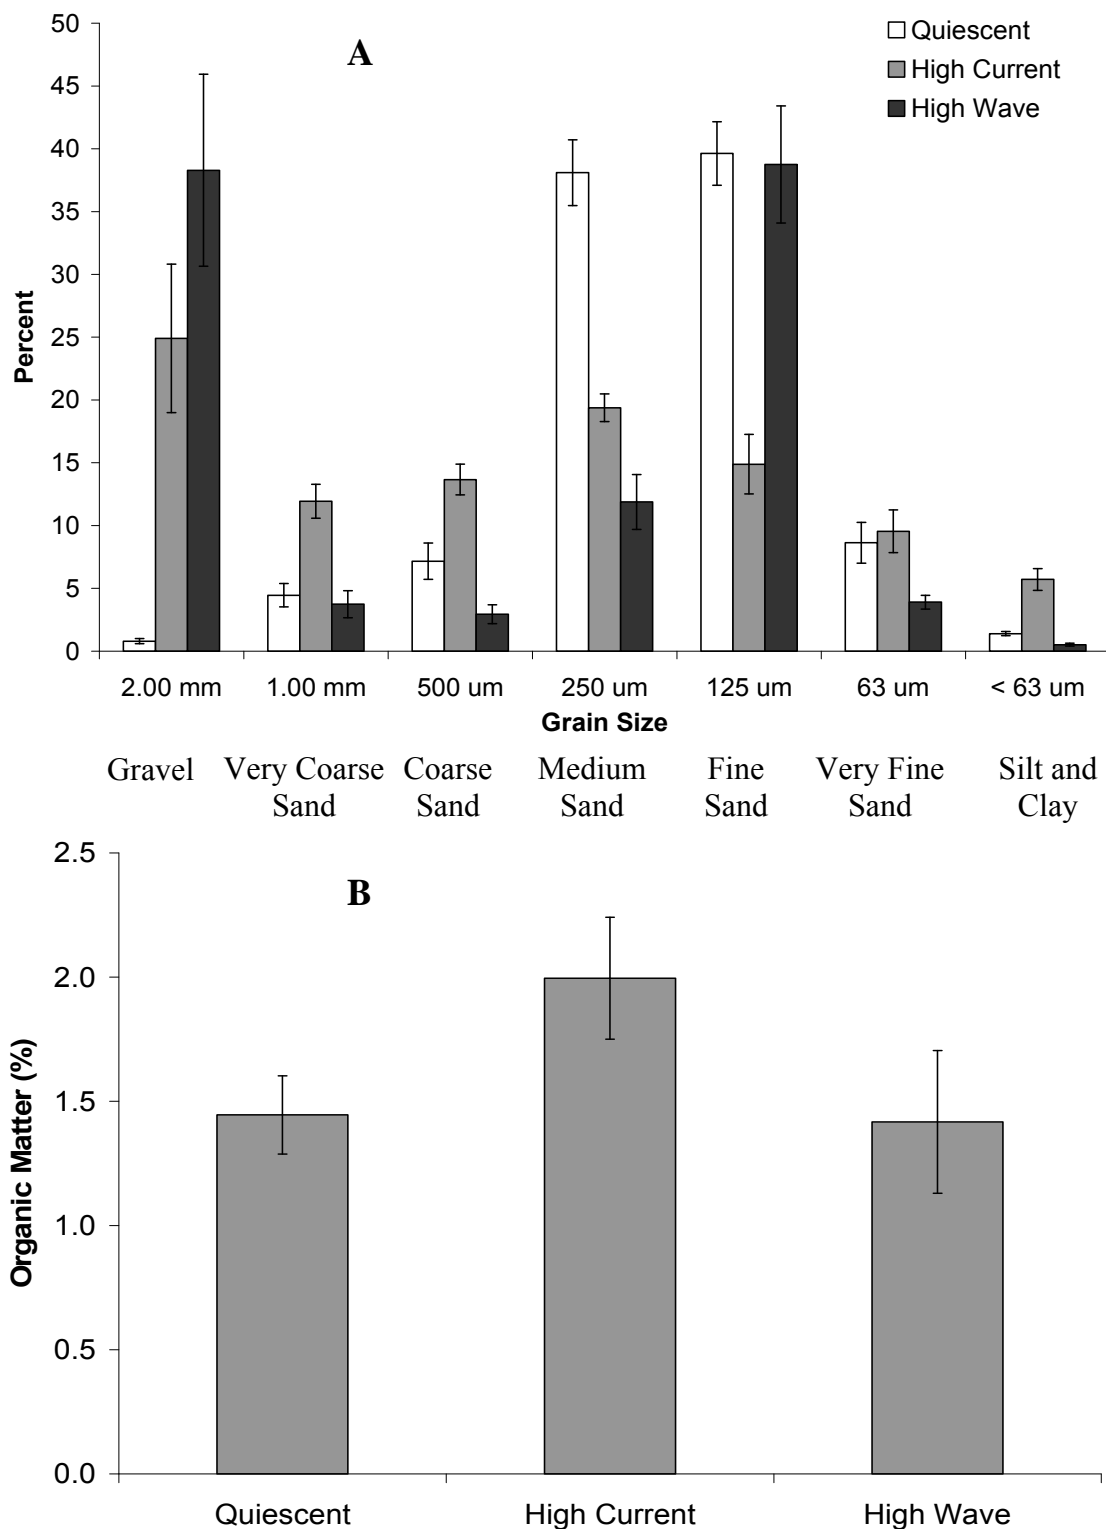 50
45
40
35
30
25
20
15
10
5
0
Percent
A
Quiescent
High Current
High Wave
2.00 mm 1.00 mm 500 um 250 um 125 um 63 um < 63 um
Grain Size
Gravel Very Coarse Coarse Medium Fine Very Fine Silt and
Sand Sand Sand Sand Sand Clay
2.5
2.0
1.5
1.0
0.5
0.0
Organic Matter (%)
B
Quiescent High Current High Wave